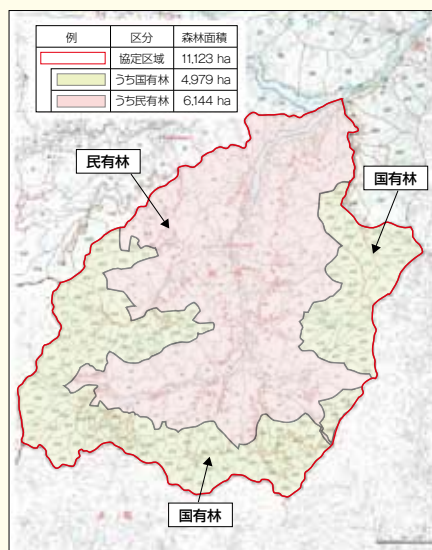 例 区分 森林面積
協定区域 11,123 ha
うち国有林 4,979 ha
うち民有林 6,144 ha
民有林
国有林
国有林